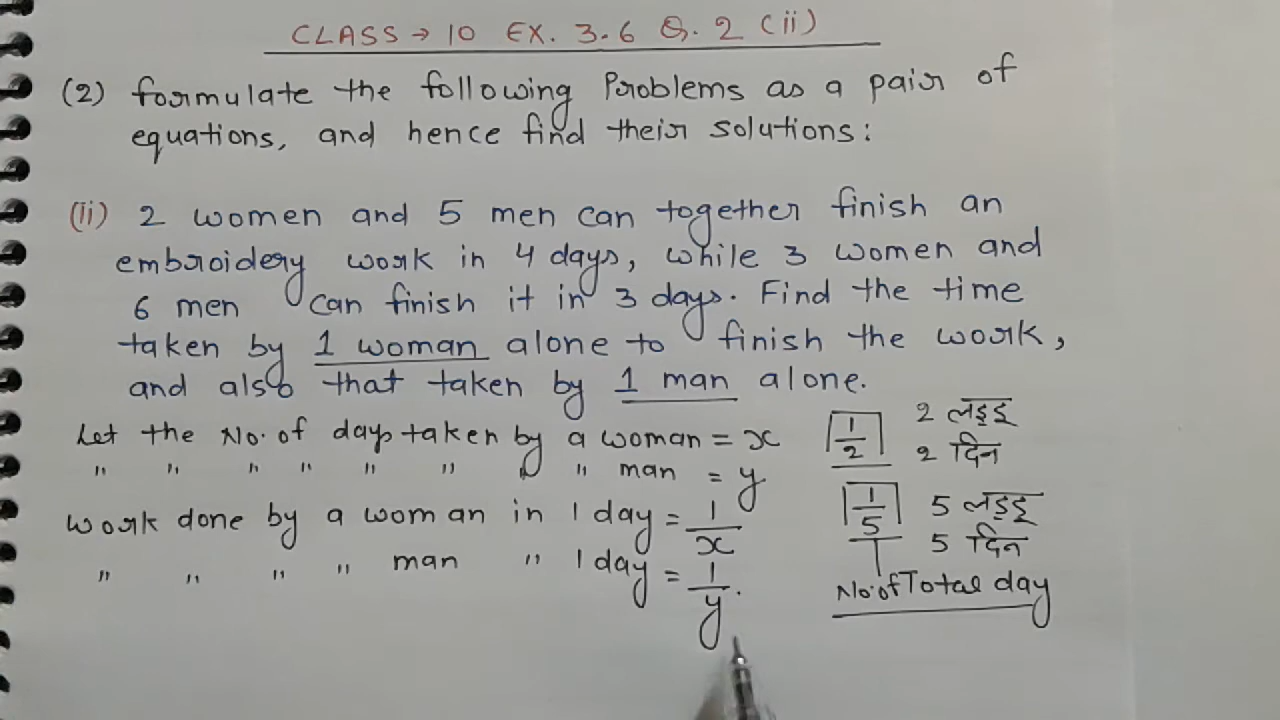 CLASS → 10 EX. 3.6 Q. 2 (ii)
(2) formulate the following Problems as a pair of
equations, and hence find their solutions:
(ii) 2 women and 5 men can together finish an
embroidery work in 4 days, while 3 women and
6 men can finish it in 3 days. Find the time
taken by 1 woman alone to finish the work,
and also that taken by 1 man alone.
Let the No. of days taken by a woman = x
" " " " " " " " man = y
work done by a woman in 1 day = 1/x
" " " " man " 1 day = 1/y.
1/2 2 लड्डू
2 दिन
1/5 5 लड्डू
5 दिन
No. of Total day